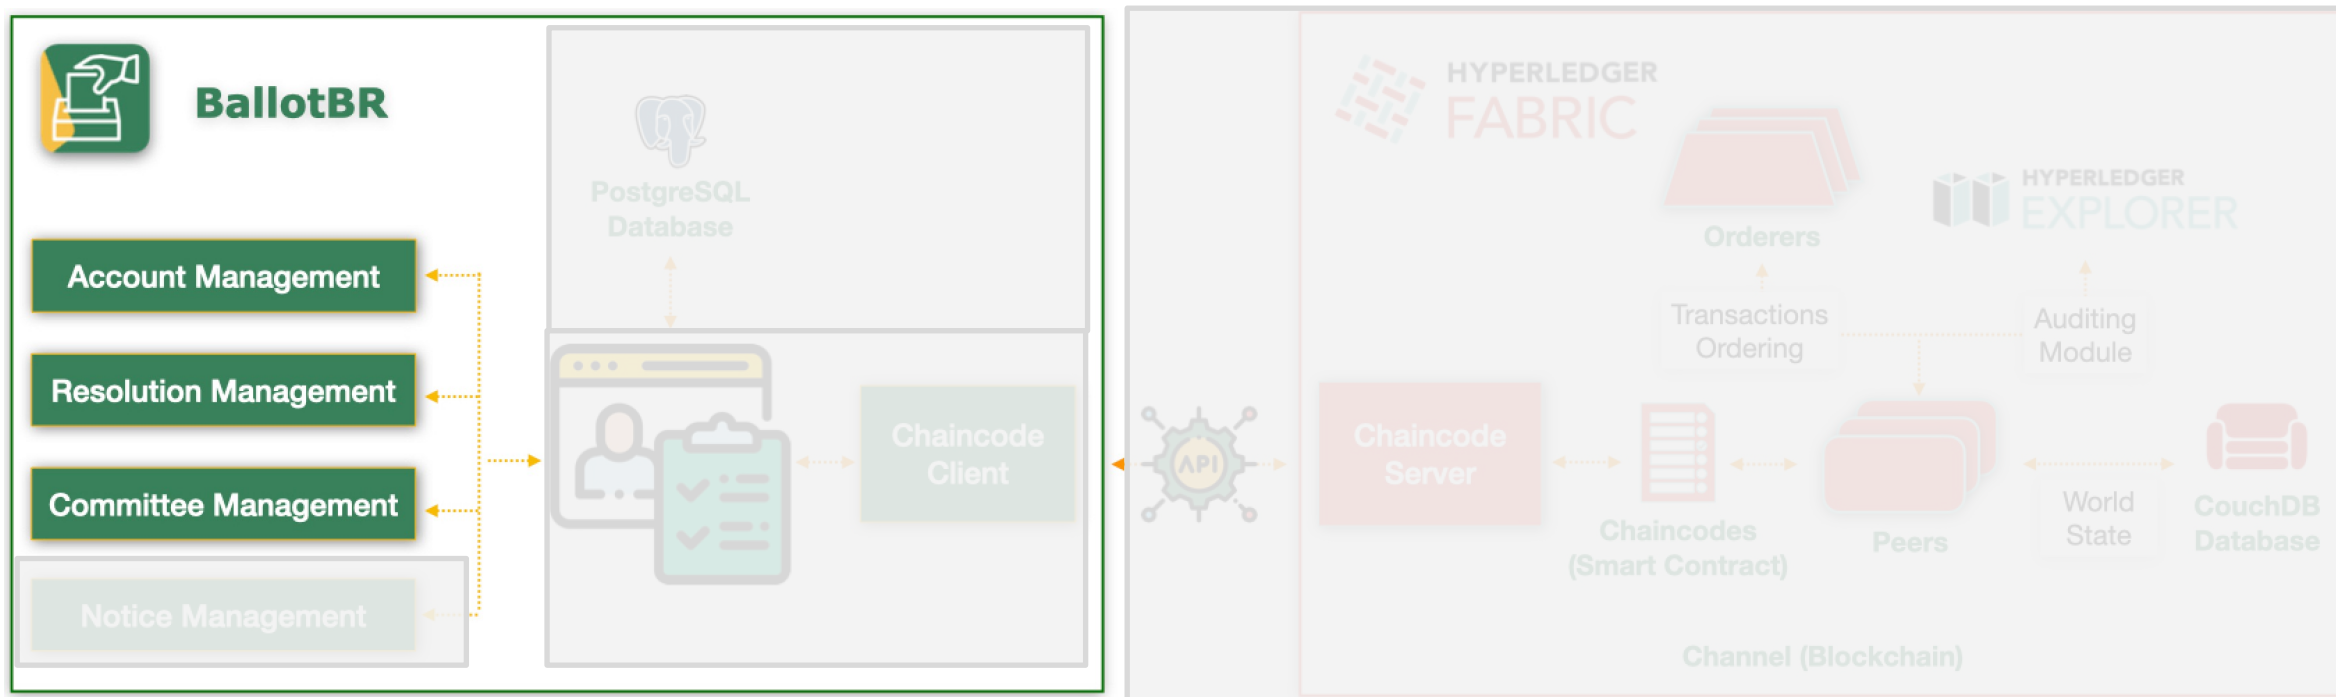 BallotBR
PostgreSQL
Database
Account Management
Resolution Management
Committee Management
Notice Management
Chaincode
Client
API
HYPERLEDGER
FABRIC
Orderers
HYPERLEDGER
EXPLORER
Transactions
Ordering
Auditing
Module
Chaincode
Server
Chaincodes
(Smart Contract)
Peers
World
State
CouchDB
Database
Channel (Blockchain)